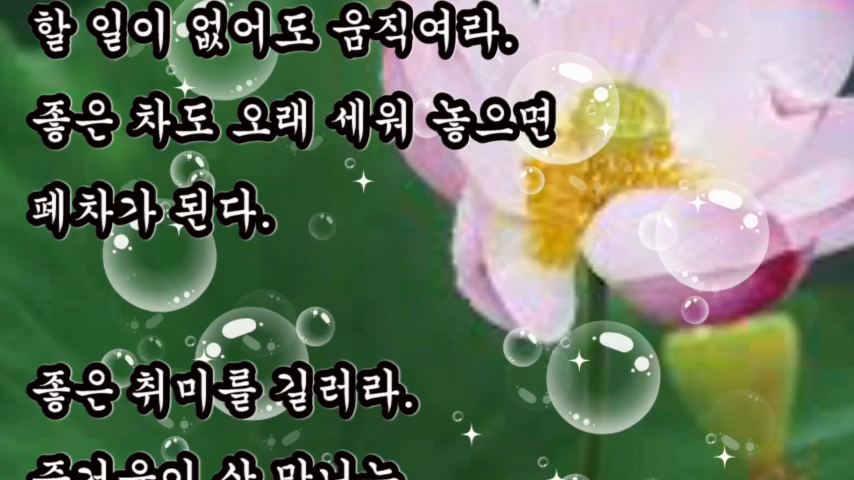 할 일이 없어도 움직여라.
좋은 차도 오래 세워 놓으면
폐차가 된다.
좋은 취미를 길러라.